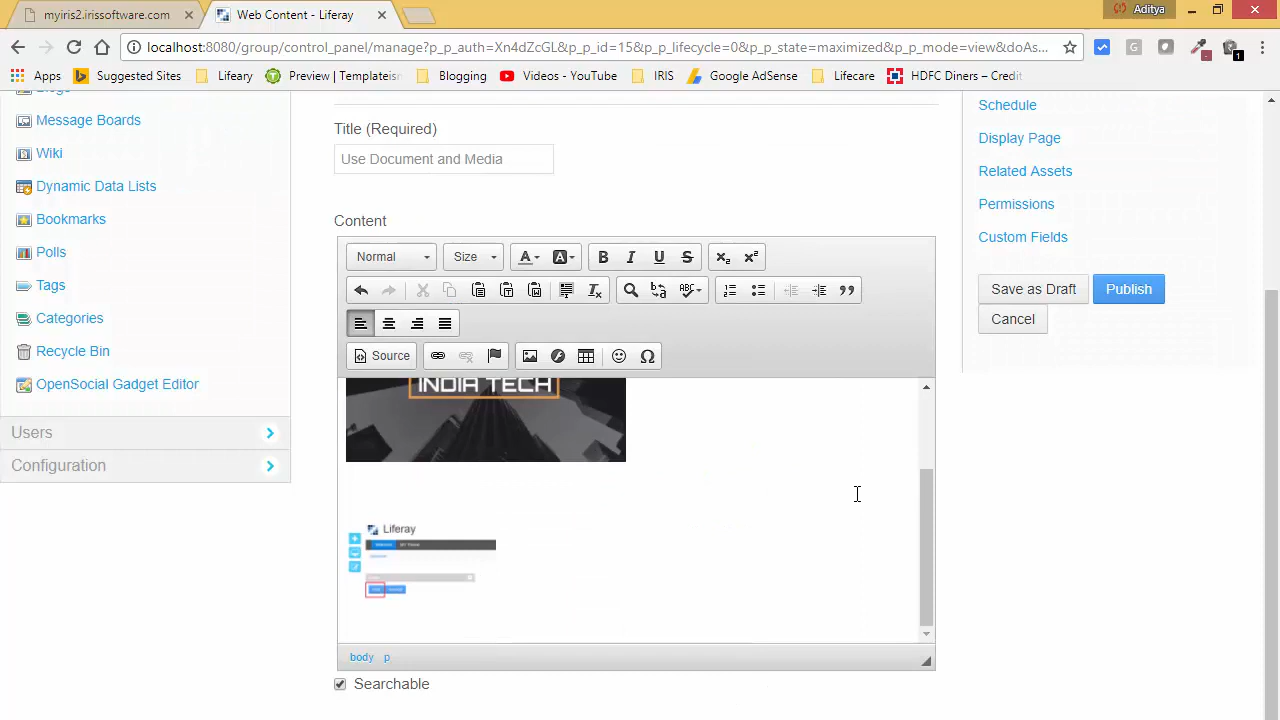 myiris2.irissoftware.com
Web Content - Liferay
Aditya
localhost:8080/group/control_panel/manage?p_p_auth=Xn4dZcGL&p_p_id=15&p_p_lifecycle=0&p_p_state=maximized&p_p_mode=view&doAs...
Apps
Suggested Sites
Lifeary
Preview | Templateism
Blogging
Videos - YouTube
IRIS
Google AdSense
Lifecare
HDFC Diners – Credit
1
Blogs
Message Boards
Wiki
Dynamic Data Lists
Bookmarks
Polls
Tags
Categories
Recycle Bin
OpenSocial Gadget Editor
Users
Configuration
Title (Required)
Use Document and Media
Content
Normal
Size
Source
INDIA TECH
Liferay
body p
Searchable
Schedule
Display Page
Related Assets
Permissions
Custom Fields
Save as Draft
Publish
Cancel